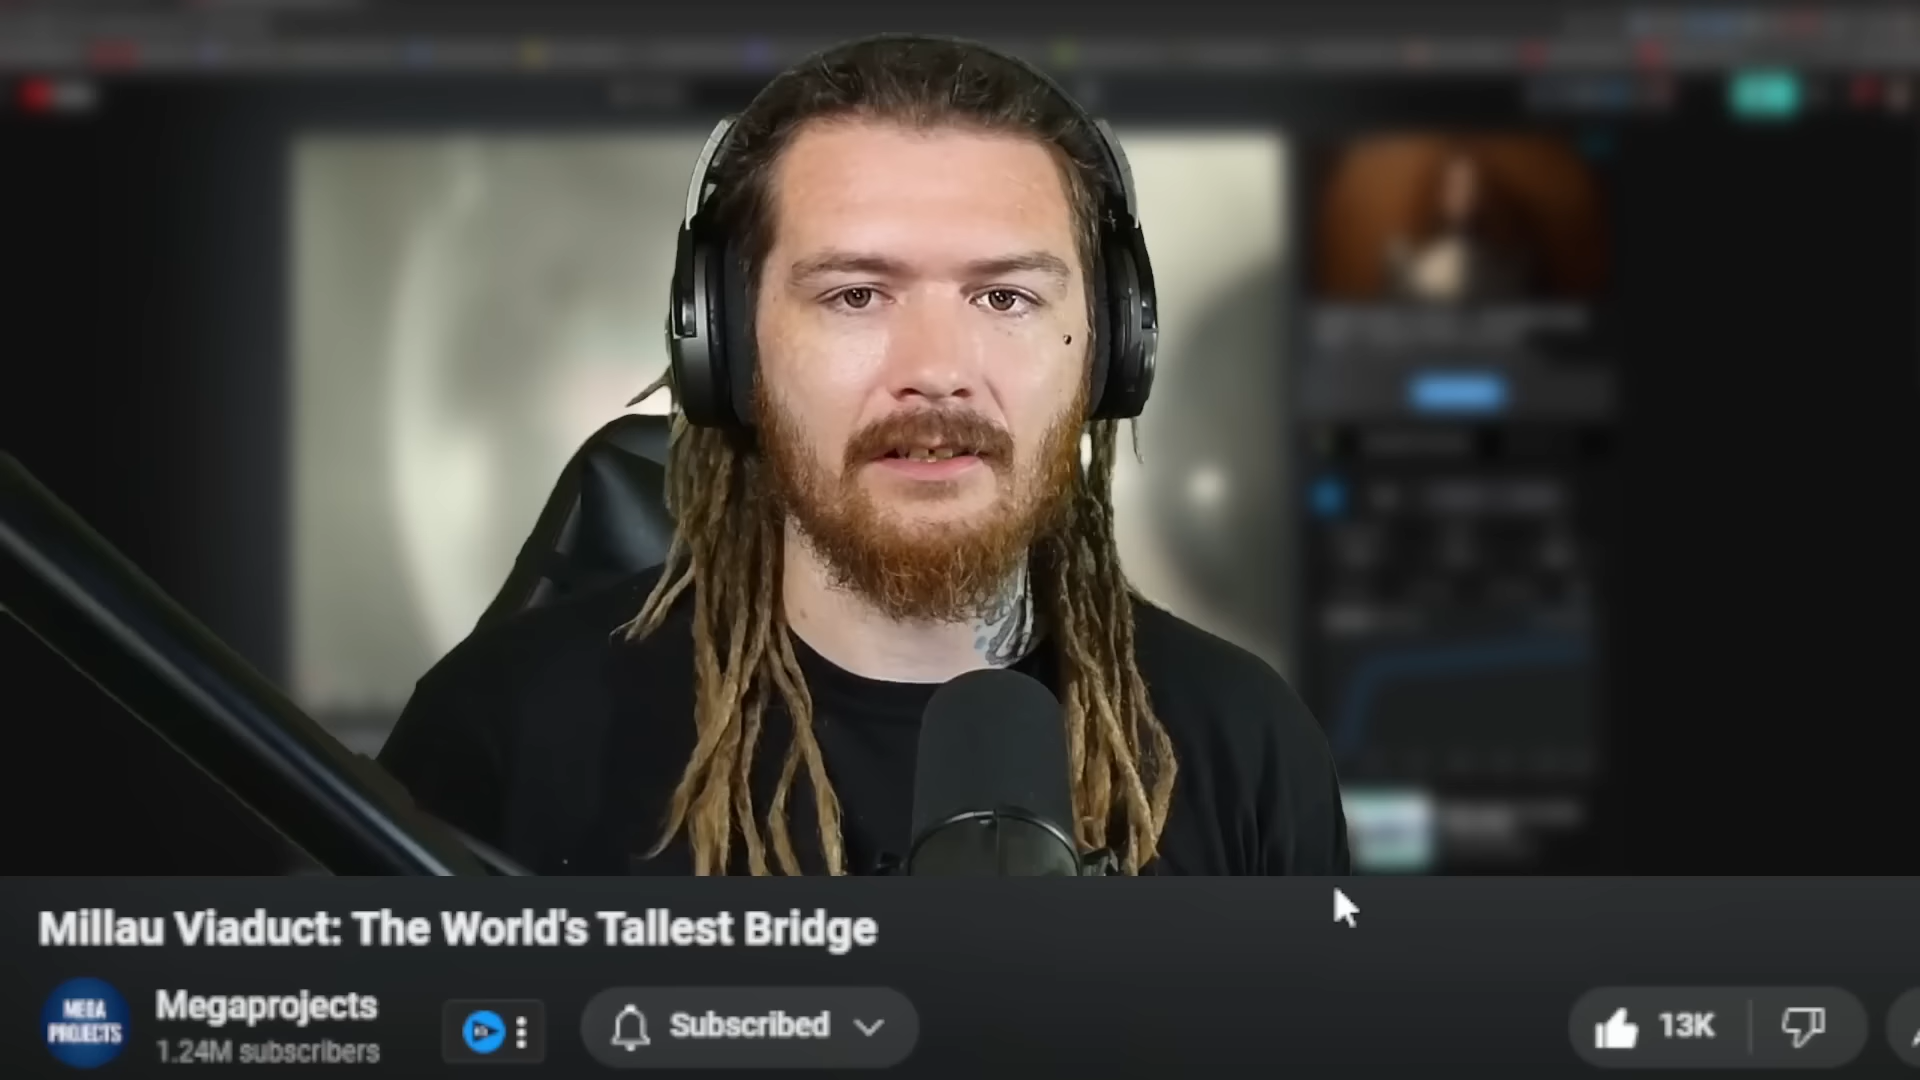 Millau Viaduct: The World's Tallest Bridge
MEGA
PROJECTS
Megaprojects
1.24M subscribers
Subscribed
13K